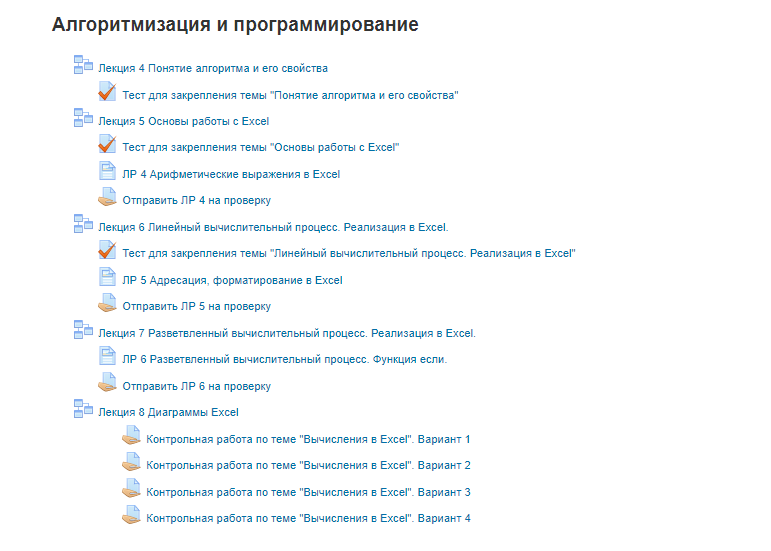 Алгоритмизация и программирование
Лекция 4 Понятие алгоритма и его свойства
Тест для закрепления темы "Понятие алгоритма и его свойства"
Лекция 5 Основы работы с Excel
Тест для закрепления темы "Основы работы с Excel"
ЛР 4 Арифметические выражения в Excel
Отправить ЛР 4 на проверку
Лекция 6 Линейный вычислительный процесс. Реализация в Excel.
Тест для закрепления темы "Линейный вычислительный процесс. Реализация в Excel"
ЛР 5 Адресация, форматирование в Excel
Отправить ЛР 5 на проверку
Лекция 7 Разветвленный вычислительный процесс. Реализация в Excel.
ЛР 6 Разветвленный вычислительный процесс. Функция если.
Отправить ЛР 6 на проверку
Лекция 8 Диаграммы Excel
Контрольная работа по теме "Вычисления в Excel". Вариант 1
Контрольная работа по теме "Вычисления в Excel". Вариант 2
Контрольная работа по теме "Вычисления в Excel". Вариант 3
Контрольная работа по теме "Вычисления в Excel". Вариант 4